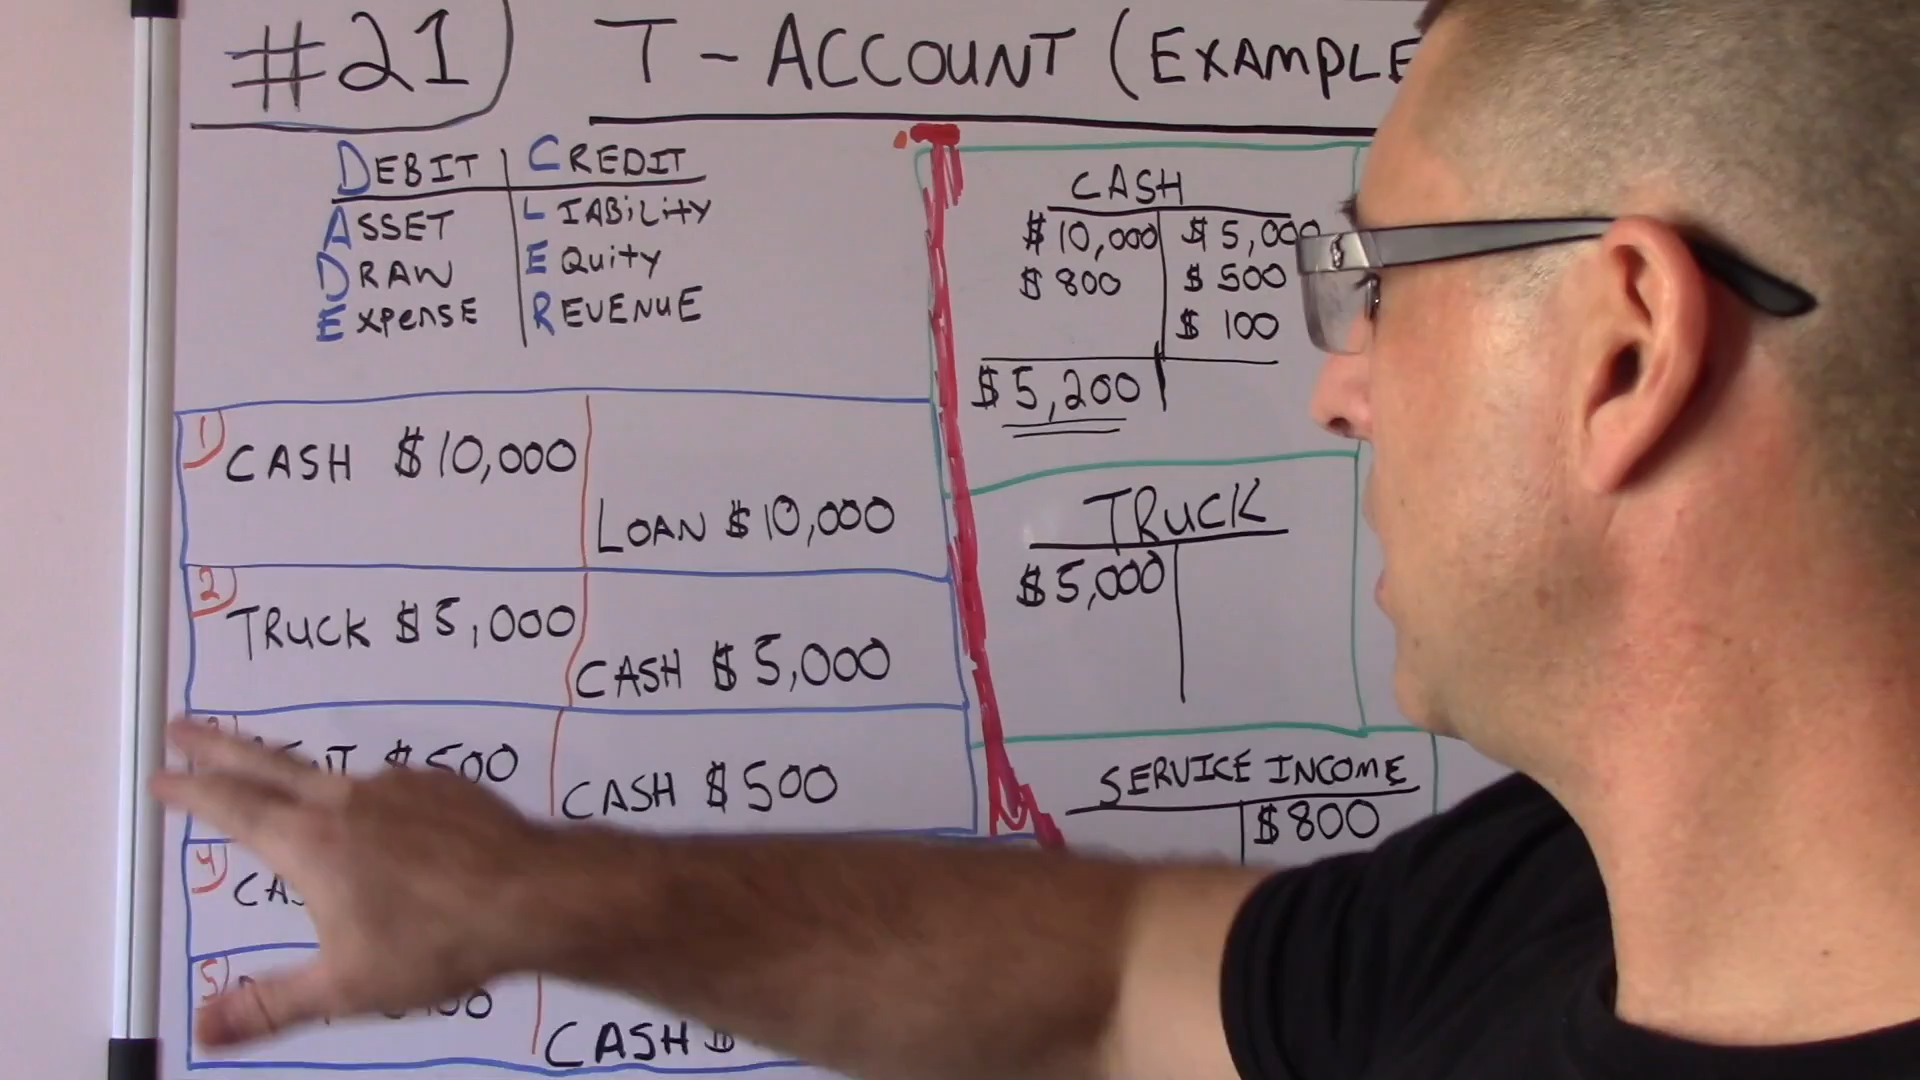 #21) T - ACCOUNT (EXAMPLE
DEBIT CREDIT
ASSET LIABILITY
DRAW EQUITY
EXPENSE REVENUE
1) CASH $10,000
LOAN $10,000
2) TRUCK $5,000
CASH $5,000
$500
CASH $500
4)
5)
CASH $
CASH
$10,000 $5,000
$800 $500
$100
$5,200
TRUCK
$5,000
SERVICE INCOME
$800